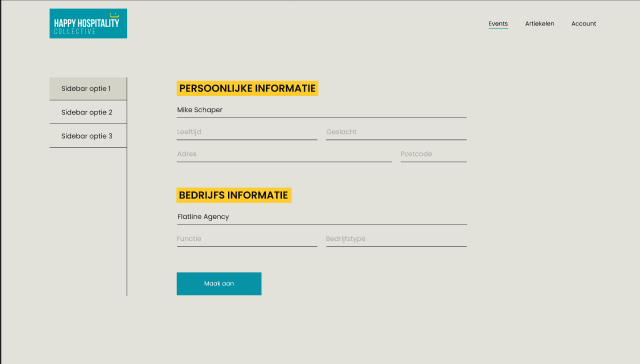 HAPPY HOSPITALITY
COLLECTIVE
Events Artiekelen Account
Sidebar optie 1
Sidebar optie 2
Sidebar optie 3
PERSOONLIJKE INFORMATIE
Mike Schaper
Leeftijd Geslacht
Adres Postcode
BEDRIJFS INFORMATIE
Flatline Agency
Functie Bedrijfstype
Maak aan